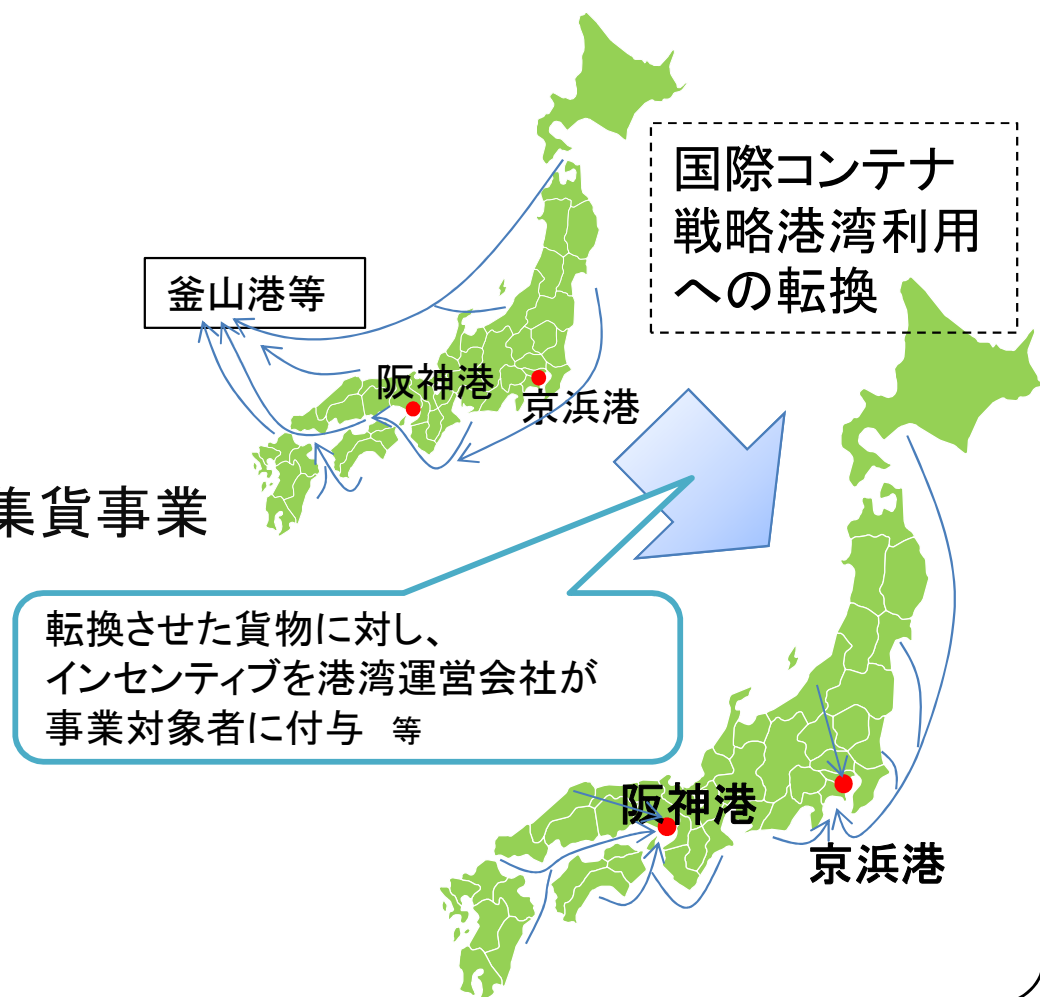 国際コンテナ
戦略港湾利用
への転換
釜山港等
阪神港
京浜港
集貨事業
転換させた貨物に対し、
インセンティブを港湾運営会社が
事業対象者に付与 等
阪神港
京浜港